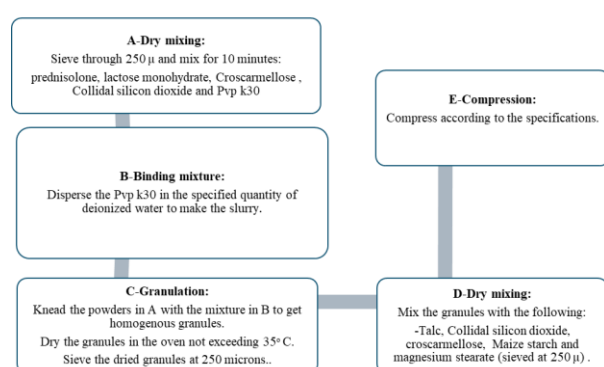 A-Dry mixing:
Sieve through 250 µ and mix for 10 minutes:
prednisolone, lactose monohydrate, Croscarmellose ,
Collidal silicon dioxide and Pvp k30
B-Binding mixture:
Disperse the Pvp k30 in the specified quantity of
deionized water to make the slurry.
C-Granulation:
Knead the powders in A with the mixture in B to get
homogenous granules.
Dry the granules in the oven not exceeding 35° C.
Sieve the dried granules at 250 microns..
D-Dry mixing:
Mix the granules with the following:
-Talc, Collidal silicon dioxide,
croscarmellose, Maize starch and
magnesium stearate (sieved at 250 µ) .
E-Compression:
Compress according to the specifications.